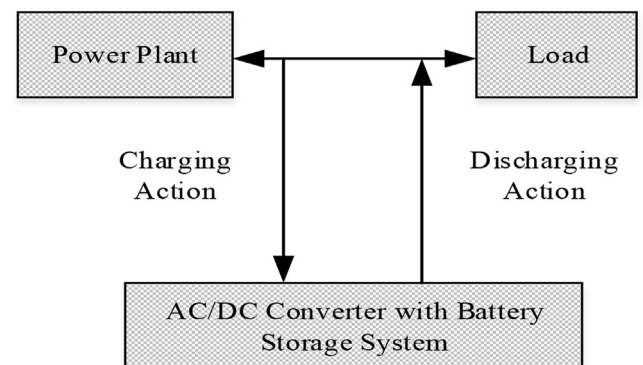 Power Plant
Load
Charging
Action
Discharging
Action
AC/DC Converter with Battery
Storage System